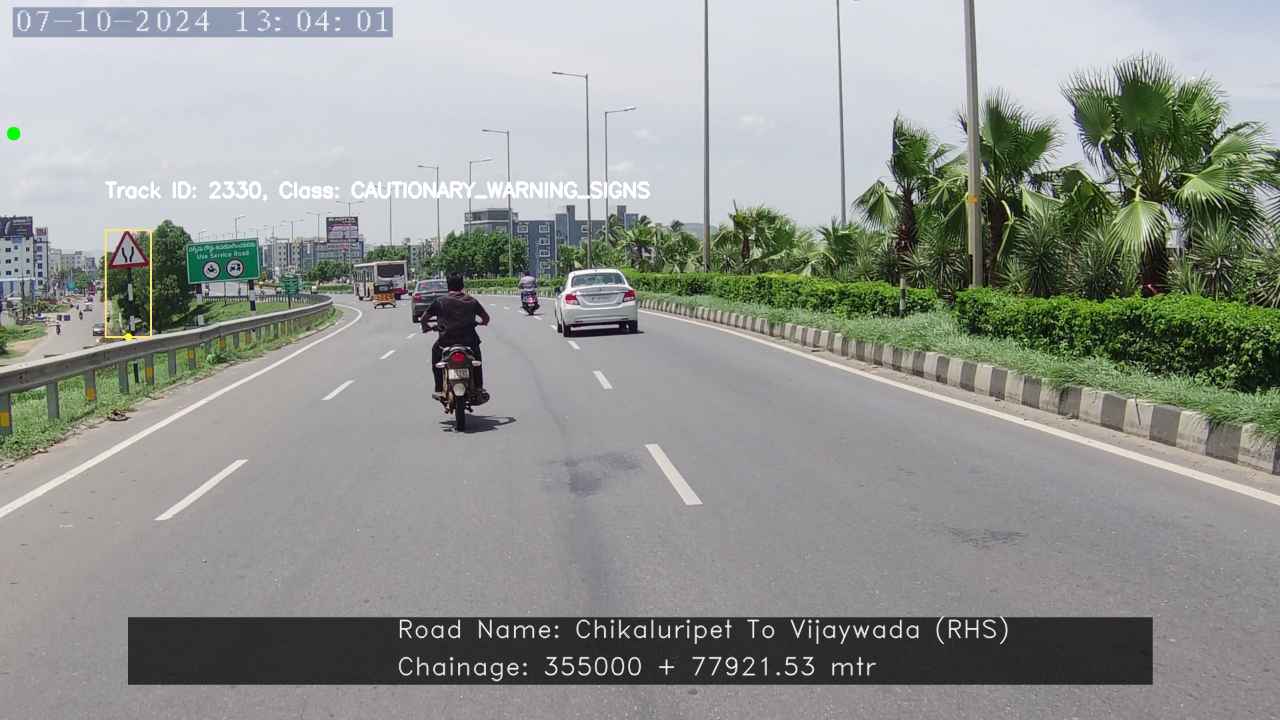 07-10-2024 13:04:01
Track ID: 2330, Class: CAUTIONARY_WARNING_SIGNS
Use Service Road
Road Name: Chikaluripet To Vijaywada (RHS)
Chainage: 355000 + 77921.53 mtr